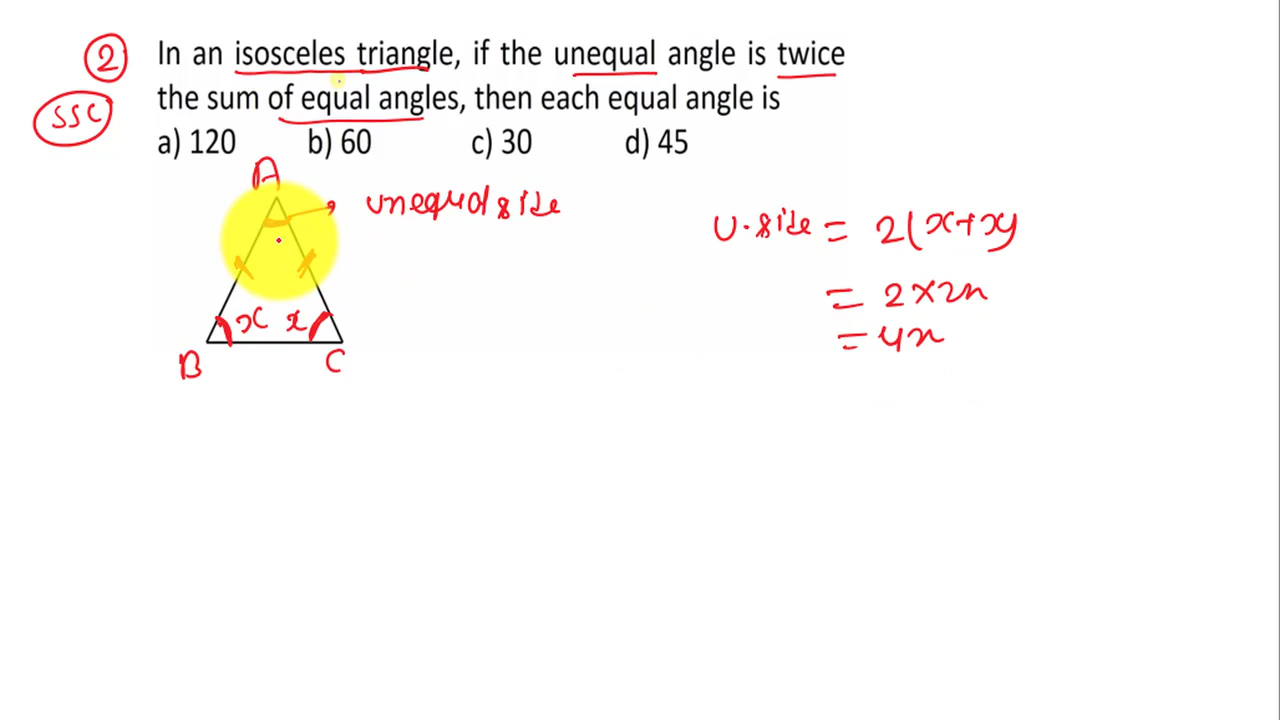 ② In an isosceles triangle, if the unequal angle is twice
SSC the sum of equal angles, then each equal angle is
a) 120 b) 60 c) 30 d) 45
A
unequal side
U. side = 2(x+x)
= 2×2x
= 4x
x x
B C